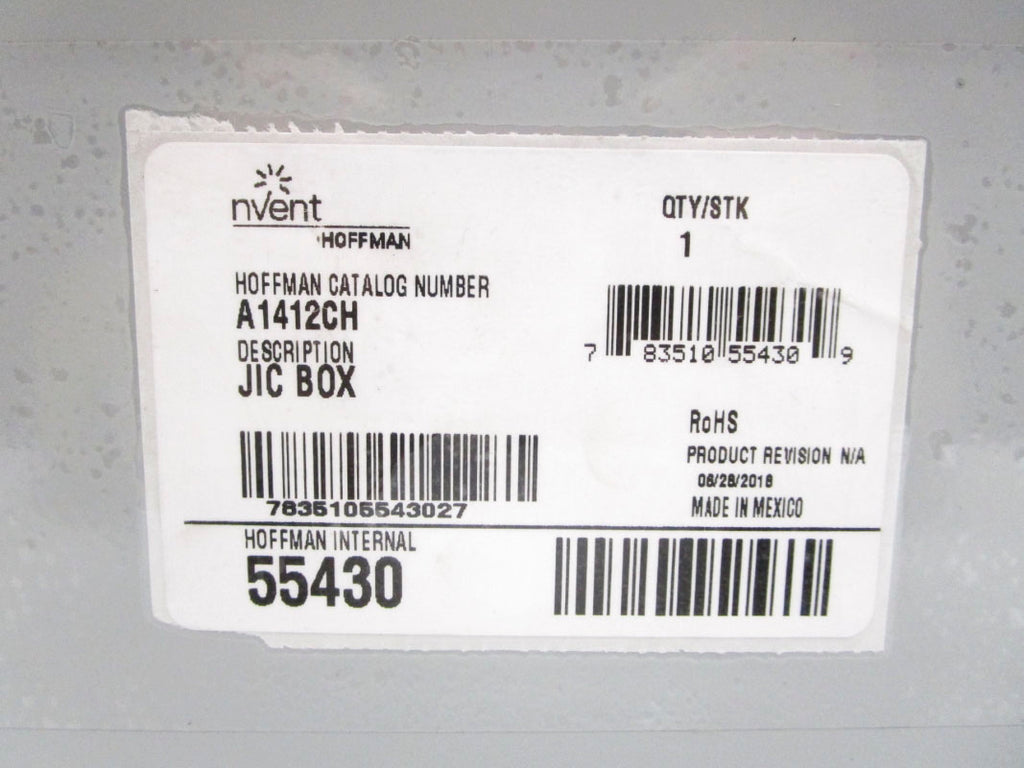 nvent
HOFFMAN
HOFFMAN CATALOG NUMBER
A1412CH
DESCRIPTION
JIC BOX
7835105543027
QTY/STK
1
7 83510 55430 9
RoHS
PRODUCT REVISION N/A
06/28/2018
MADE IN MEXICO
HOFFMAN INTERNAL
55430